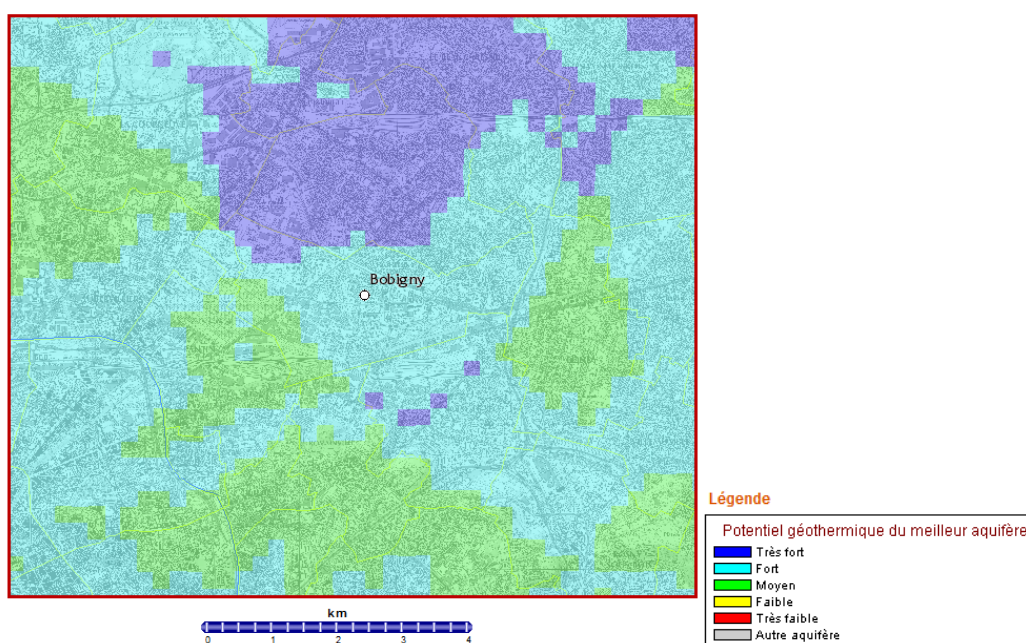 Bobigny
Légende
Potentiel géothermique du meilleur aquifère
Très fort
Fort
Moyen
Faible
Très faible
Autre aquifère
km
0 1 2 3 4